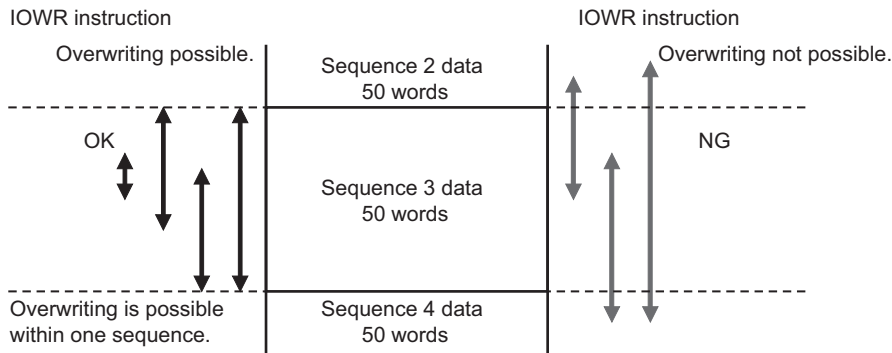 IOWR instruction
IOWR instruction
Overwriting possible.
Overwriting not possible.
Sequence 2 data
50 words
OK
NG
Sequence 3 data
50 words
Overwriting is possible
within one sequence.
Sequence 4 data
50 words